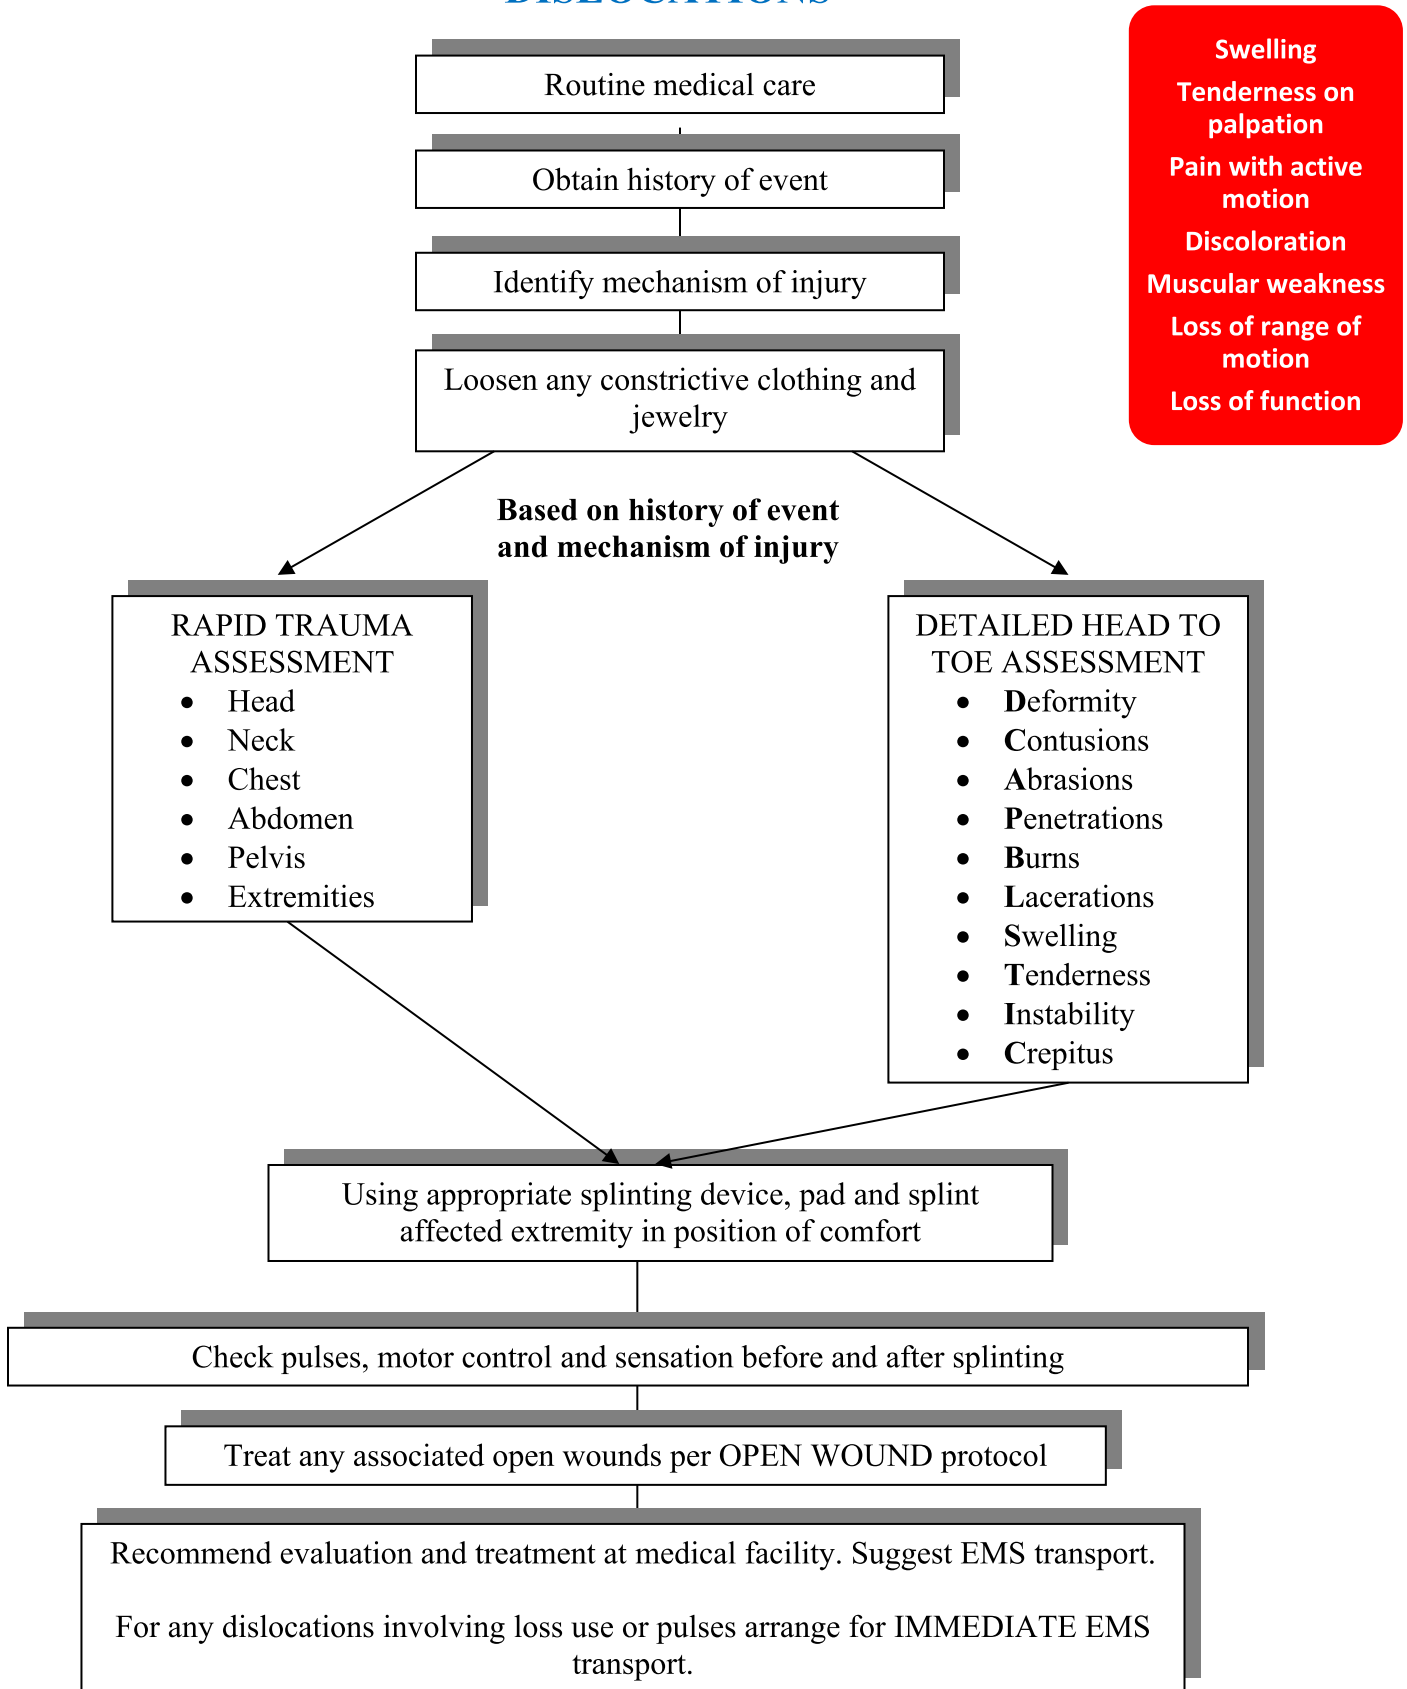 DISLOCATIONS
Routine medical care
Obtain history of event
Identify mechanism of injury
Loosen any constrictive clothing and
jewelry
Swelling
Tenderness on
palpation
Pain with active
motion
Discoloration
Muscular weakness
Loss of range of
motion
Loss of function
Based on history of event
and mechanism of injury
RAPID TRAUMA
ASSESSMENT
• Head
• Neck
• Chest
• Abdomen
• Pelvis
• Extremities
DETAILED HEAD TO
TOE ASSESSMENT
• Deformity
• Contusions
• Abrasions
• Penetrations
• Burns
• Lacerations
• Swelling
• Tenderness
• Instability
• Crepitus
Using appropriate splinting device, pad and splint
affected extremity in position of comfort
Check pulses, motor control and sensation before and after splinting
Treat any associated open wounds per OPEN WOUND protocol
Recommend evaluation and treatment at medical facility. Suggest EMS transport.
For any dislocations involving loss use or pulses arrange for IMMEDIATE EMS
transport.